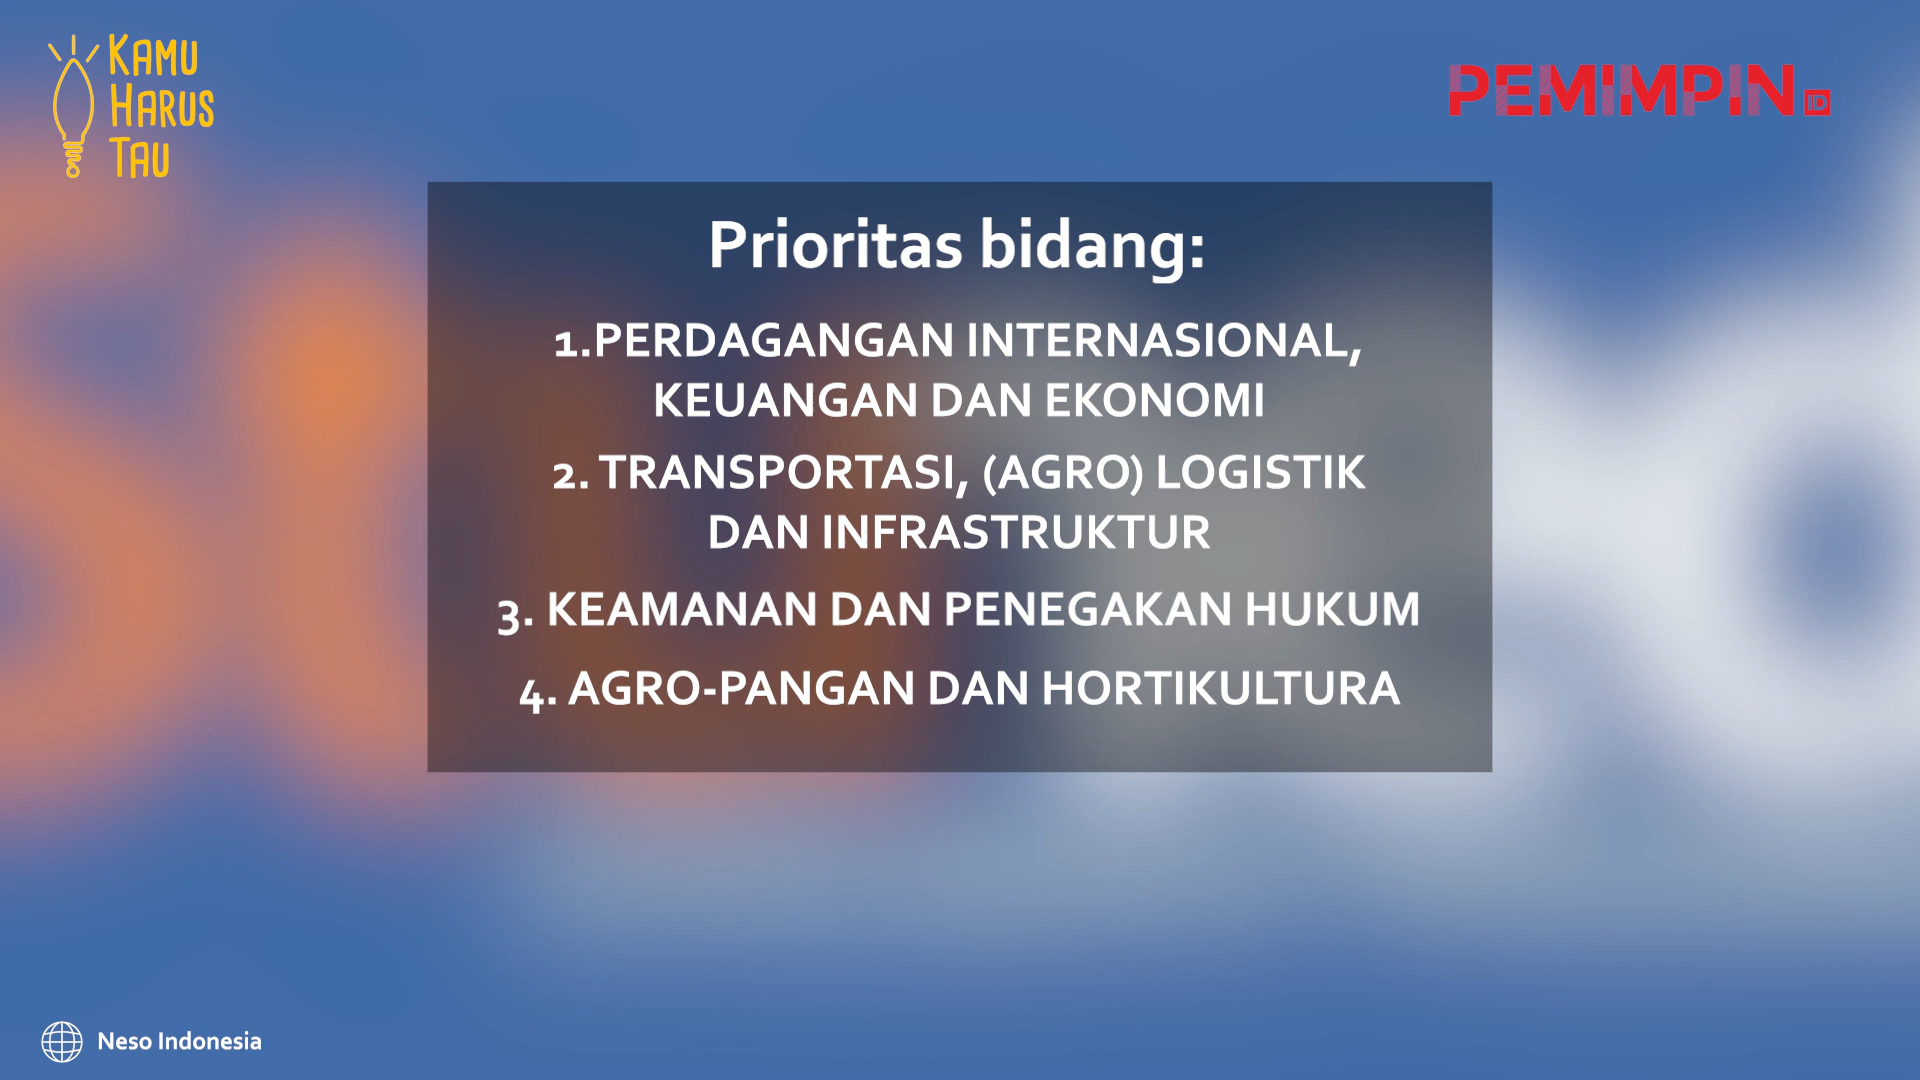 KAMU
HARUS
TAU
PEMIMPIN ID
Prioritas bidang:
1.PERDAGANGAN INTERNASIONAL,
KEUANGAN DAN EKONOMI
2. TRANSPORTASI, (AGRO) LOGISTIK
DAN INFRASTRUKTUR
3. KEAMANAN DAN PENEGAKAN HUKUM
4. AGRO-PANGAN DAN HORTIKULTURA
Neso Indonesia